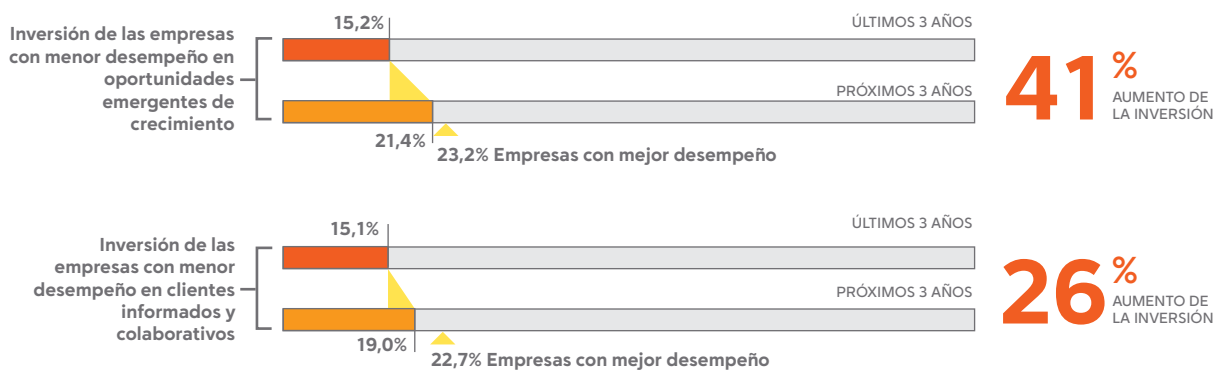 Inversión de las empresas
con menor desempeño en
oportunidades
emergentes de
crecimiento
15,2%
ÚLTIMOS 3 AÑOS
PRÓXIMOS 3 AÑOS
21,4%
23,2% Empresas con mejor desempeño
41%
AUMENTO DE
LA INVERSIÓN
Inversión de las
empresas con menor
desempeño en clientes
informados y
colaborativos
15,1%
ÚLTIMOS 3 AÑOS
PRÓXIMOS 3 AÑOS
19,0%
22,7% Empresas con mejor desempeño
26%
AUMENTO DE
LA INVERSIÓN